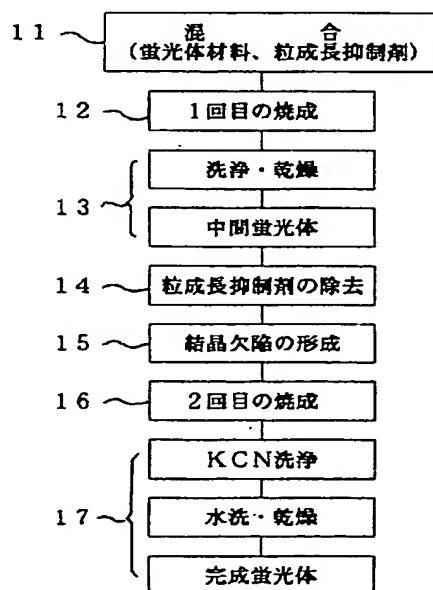 11
混 合
(蛍光体材料、粒成長抑制剤)
12
1回目の焼成
洗浄・乾燥
13
中間蛍光体
14
粒成長抑制剤の除去
15
結晶欠陥の形成
16
2回目の焼成
KCN洗浄
17
水洗・乾燥
完成蛍光体